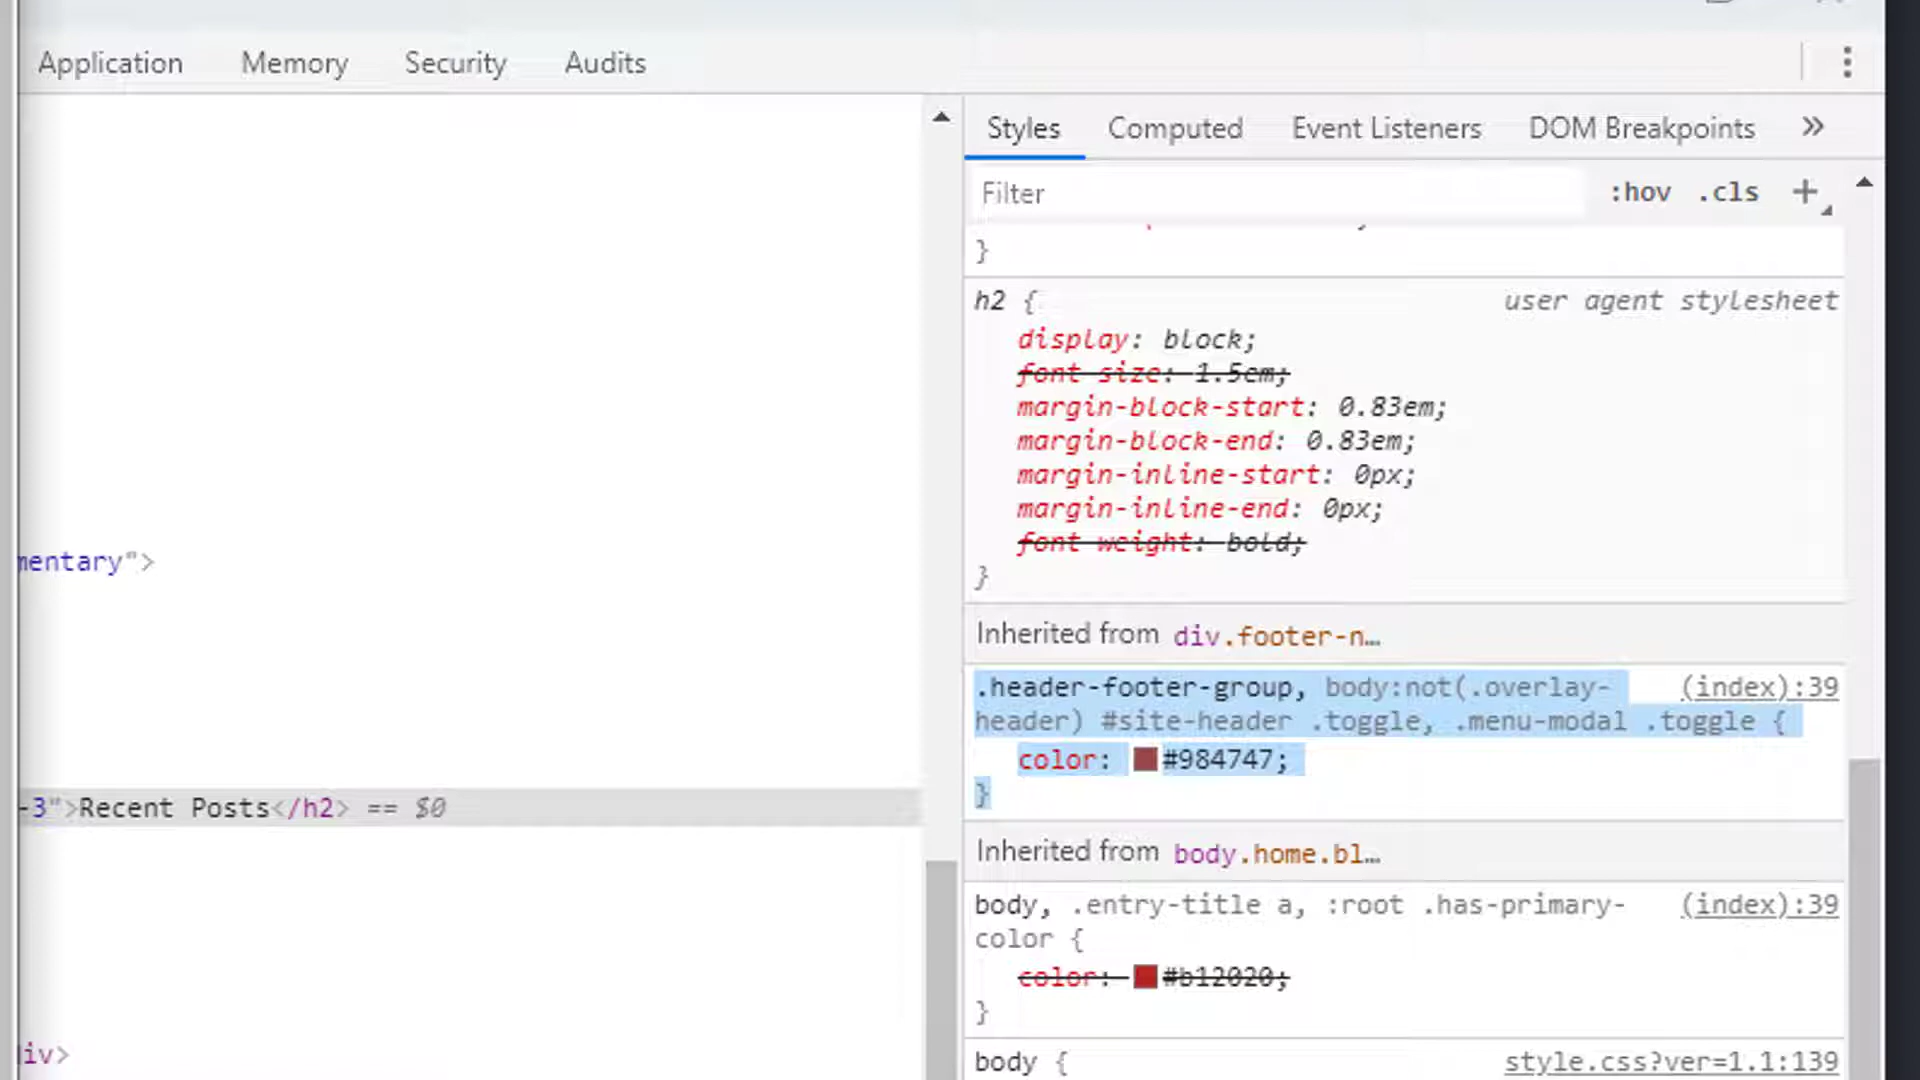 Application Memory Security Audits
Styles Computed Event Listeners DOM Breakpoints »
Filter :hov .cls +
}
h2 { user agent stylesheet
display: block;
font-size: 1.5em;
margin-block-start: 0.83em;
margin-block-end: 0.83em;
margin-inline-start: 0px;
margin-inline-end: 0px;
font-weight: bold;
}
mentary">
Inherited from div.footer-n…
.header-footer-group, body:not(.overlay- (index):39
header) #site-header .toggle, .menu-modal .toggle {
color: #984747;
}
-3">Recent Posts</h2> == $0
Inherited from body.home.bl…
body, .entry-title a, :root .has-primary- (index):39
color {
color: #b12020;
}
iv>
body { style.css?ver=1.1:139